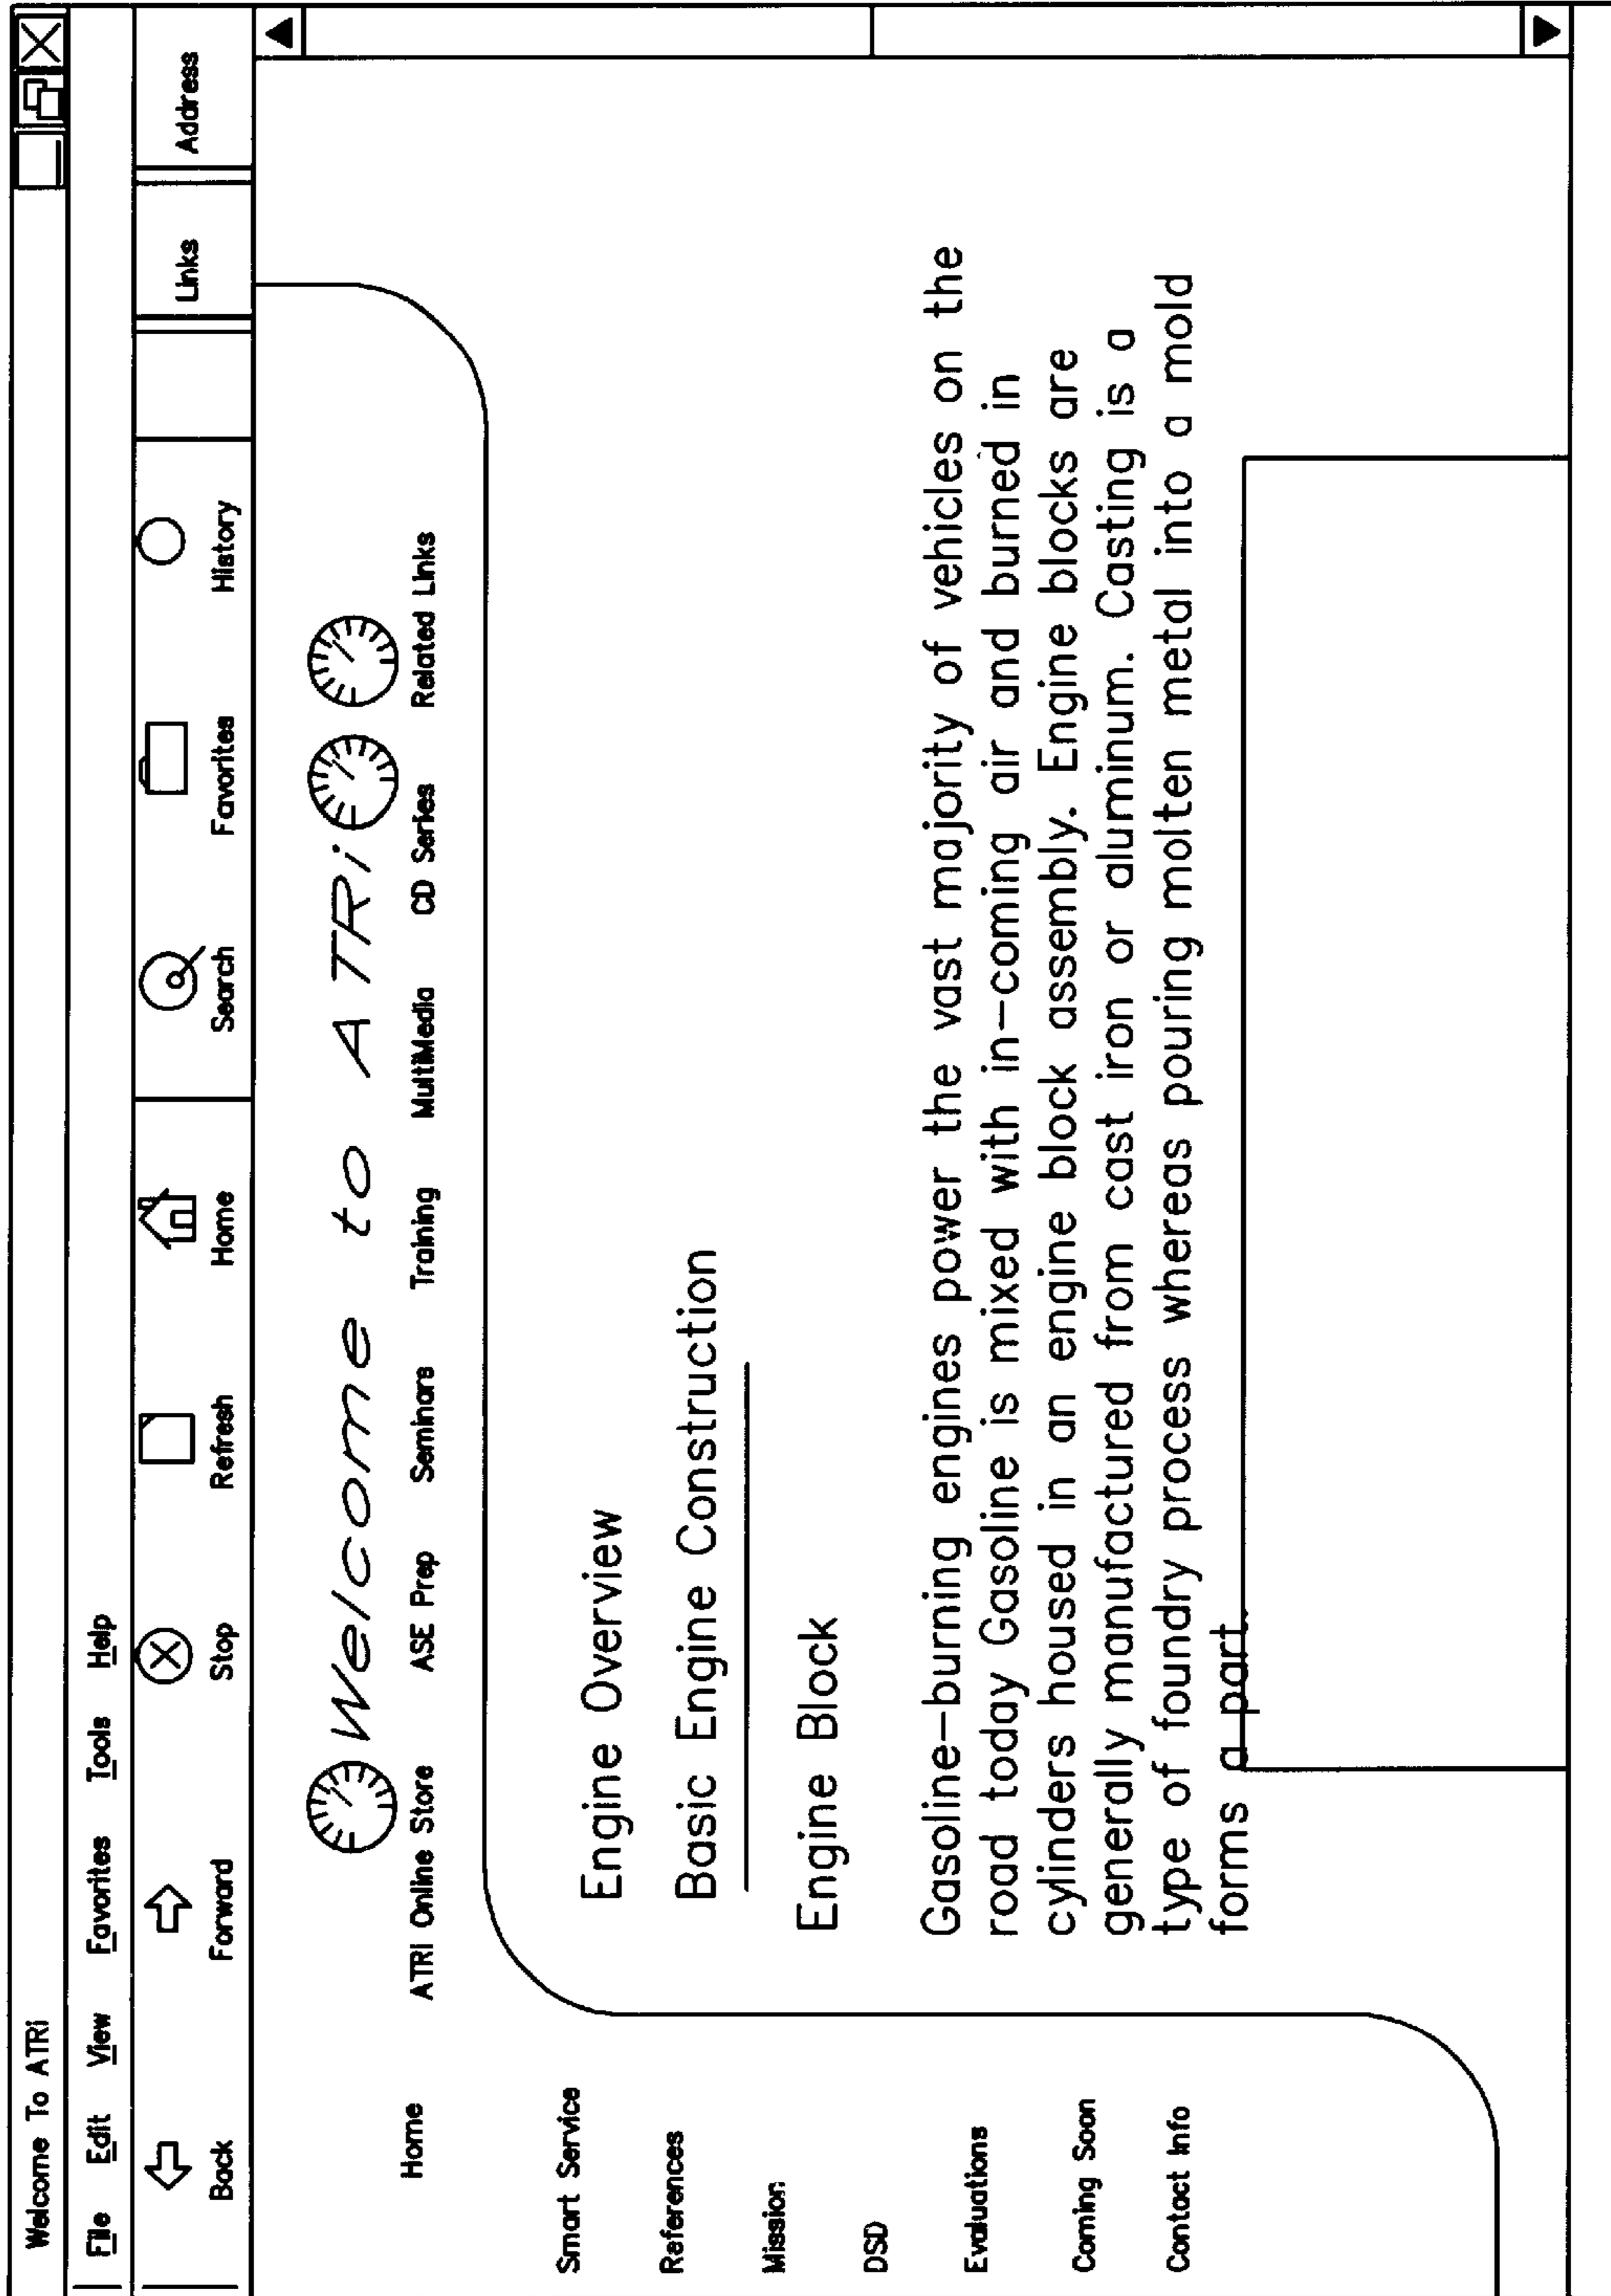 Welcome To ATRi
File Edit View Favorites Tools Help
Back Forward Stop Refresh Home Search Favorites History Links Address
Welcome to ATRi
Home ATRI Online Store ASE Prep Seminars Training MultiMedia CD Series Related Links
Smart Service
References
Mission
DSD
Evaluations
Coming Soon
Contact Info
Engine Overview
Basic Engine Construction
Engine Block
Gasoline-burning engines power the vast majority of vehicles on the
road today Gasoline is mixed with in-coming air and burned in
cylinders housed in an engine block assembly. Engine blocks are
generally manufactured from cast iron or aluminum. Casting is a
type of foundry process whereas pouring molten metal into a mold
forms a part.